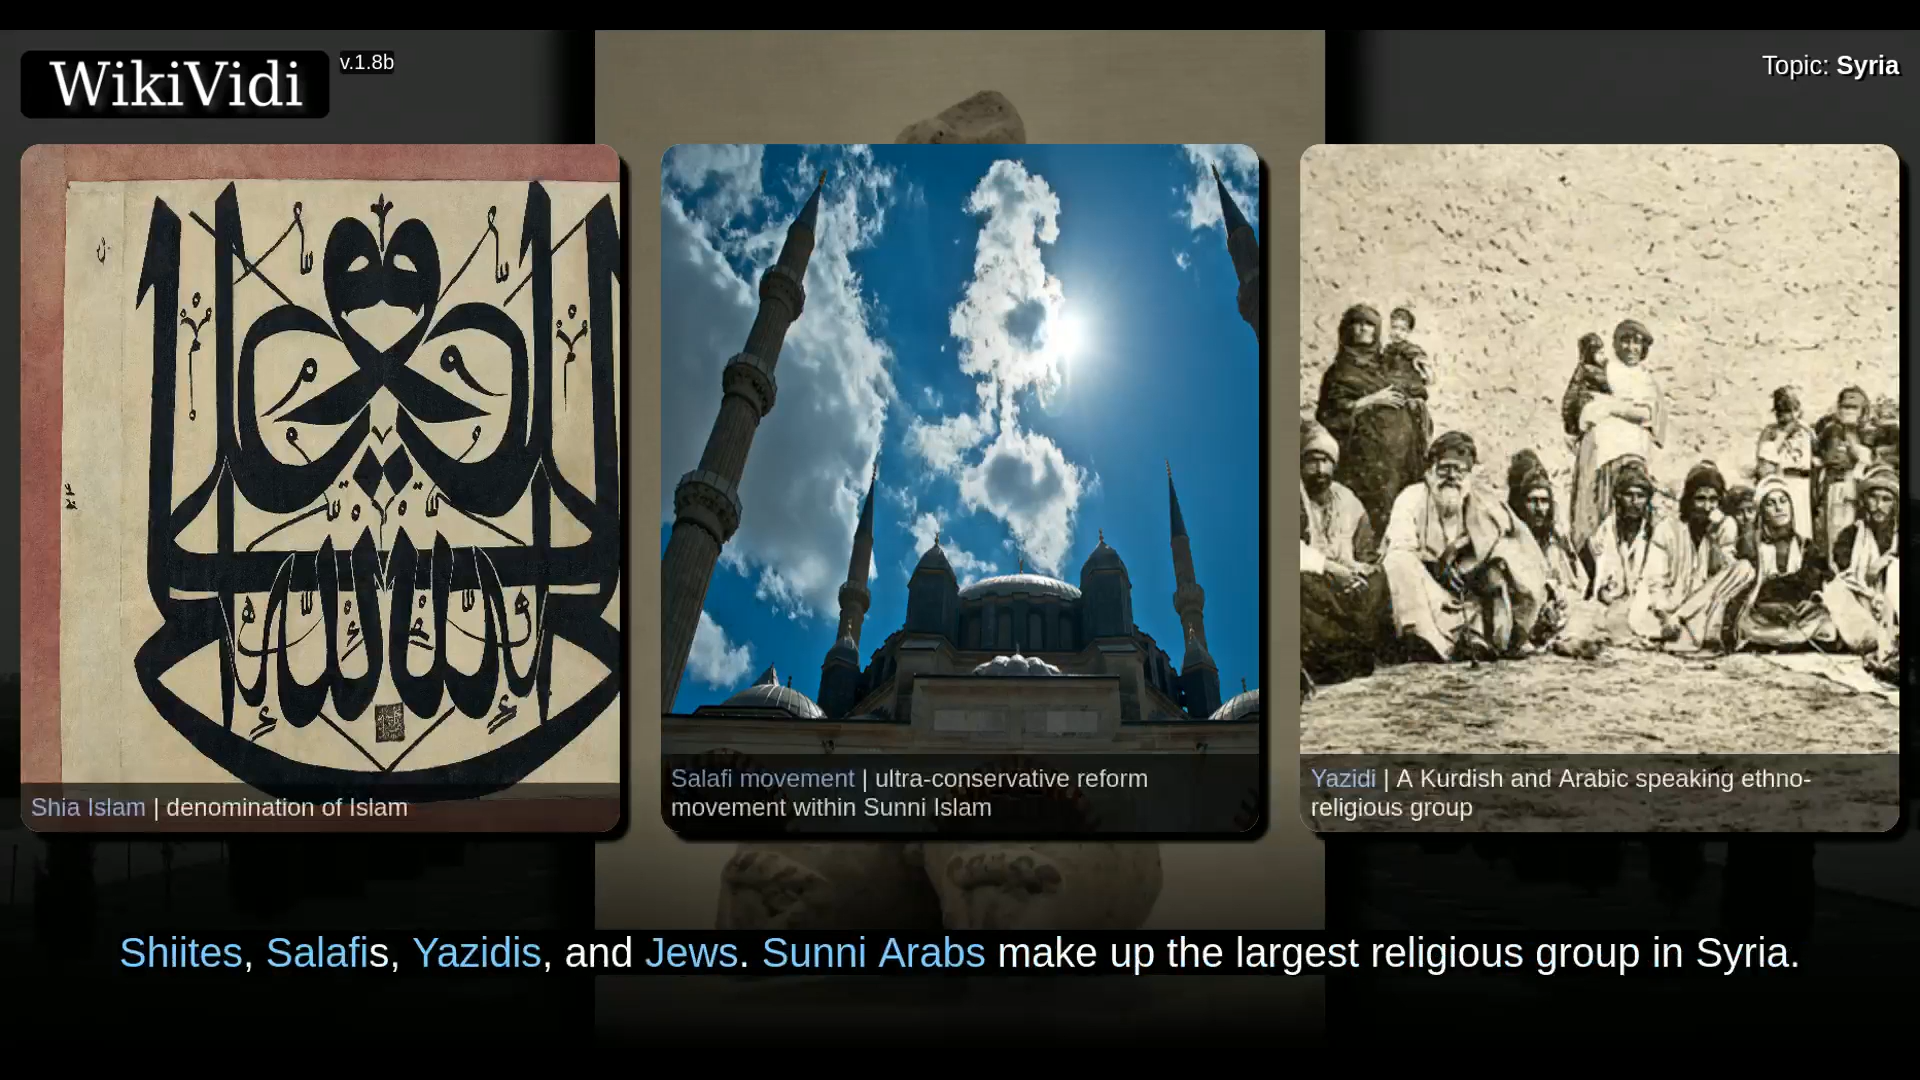 WikiVidi
v.1.8b
Topic: Syria
Shia Islam | denomination of Islam
Salafi movement | ultra-conservative reform
movement within Sunni Islam
Yazidi | A Kurdish and Arabic speaking ethno-
religious group
Shiites, Salafis, Yazidis, and Jews. Sunni Arabs make up the largest religious group in Syria.